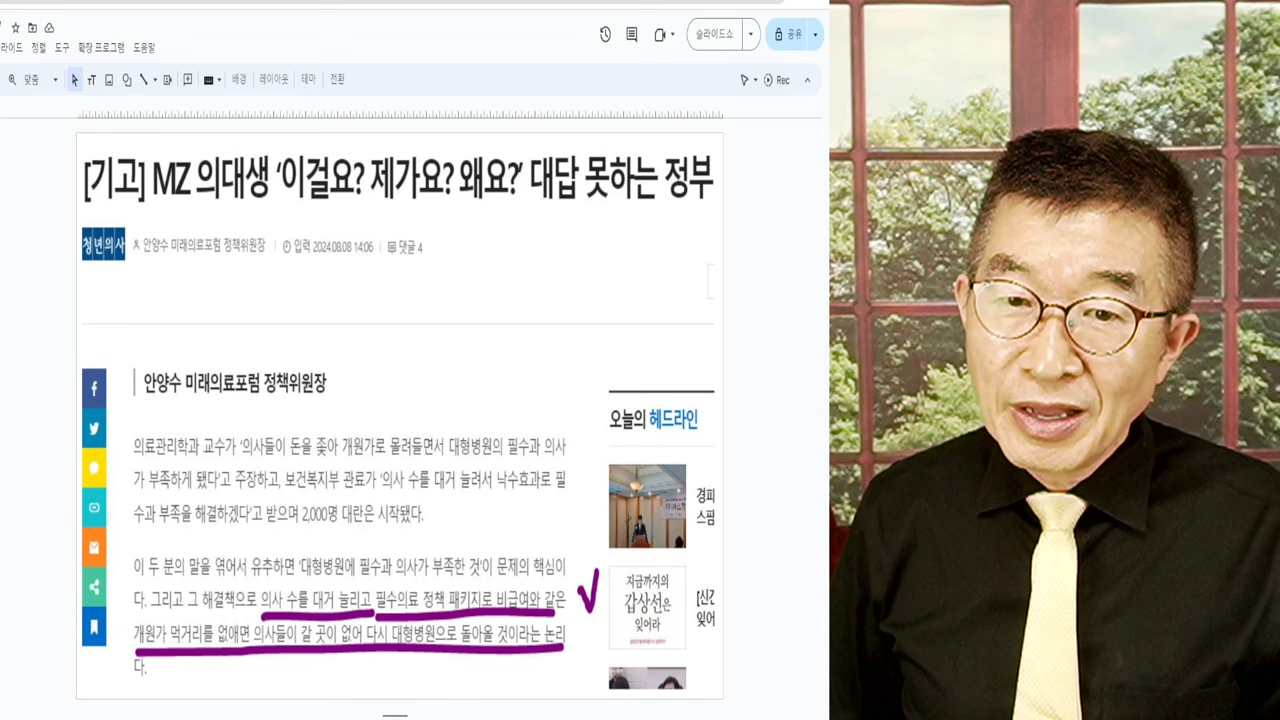 라이드 정렬 도구 확장 프로그램 도움말
슬라이드쇼
공유
맞춤
배경 레이아웃 테마 전환
Rec
[기고] MZ 의대생 ‘이걸요? 제가요? 왜요?’ 대답 못하는 정부
청년의사
안양수 미래의료포럼 정책위원장
입력 2024.08.08 14:06
댓글 4
안양수 미래의료포럼 정책위원장
의료관리학과 교수가 ‘의사들이 돈을 좇아 개원가로 몰려들면서 대형병원의 필수과 의사
가 부족하게 됐다’고 주장하고, 보건복지부 관료가 ‘의사 수를 대거 늘려서 낙수효과로 필
수과 부족을 해결하겠다’고 받으며 2,000명 대란은 시작됐다.
이 두 분의 말을 엮어서 유추하면 ‘대형병원에 필수과 의사가 부족한 것’이 문제의 핵심이
다. 그리고 그 해결책으로 의사 수를 대거 늘리고 필수의료 정책 패키지로 비급여와 같은
개원가 먹거리를 없애면 의사들이 갈 곳이 없어 다시 대형병원으로 돌아올 것이라는 논리
다.
오늘의 헤드라인
경피
스팸
지금까지의
갑상선은
잊어라
[신간
잊어